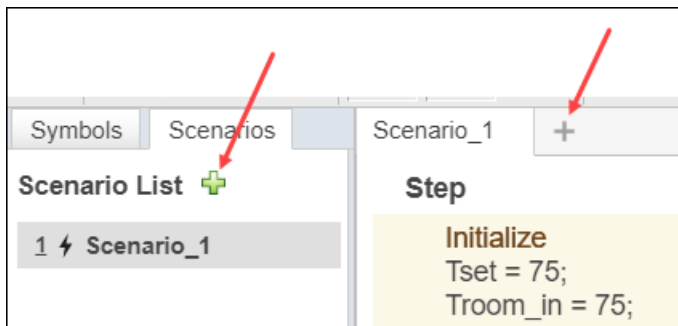 Symbols Scenarios
Scenario List
1 Scenario_1
Scenario_1 +
Step
Initialize
Tset = 75;
Troom_in = 75;